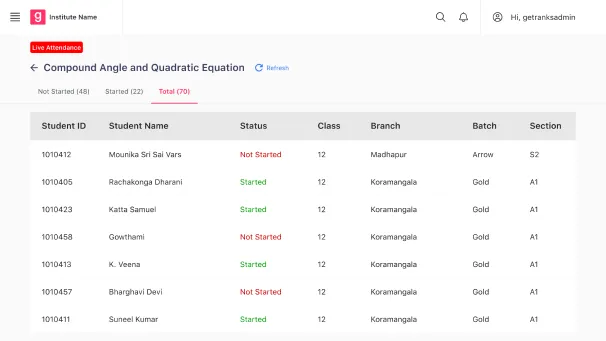 g Institute Name Hi, getranksadmin
Live Attendance
Compound Angle and Quadratic Equation Refresh
Not Started (48) Started (22) Total (70)
Student ID Student Name Status Class Branch Batch Section
1010412 Mounika Sri Sai Vars Not Started 12 Madhapur Arrow S2
1010405 Rachakonga Dharani Started 12 Koramangala Gold A1
1010423 Katta Samuel Started 12 Koramangala Gold A1
1010458 Gowthami Not Started 12 Koramangala Gold A1
1010413 K. Veena Started 12 Koramangala Gold A1
1010457 Bharghavi Devi Not Started 12 Koramangala Gold A1
1010411 Suneel Kumar Started 12 Koramangala Gold A1